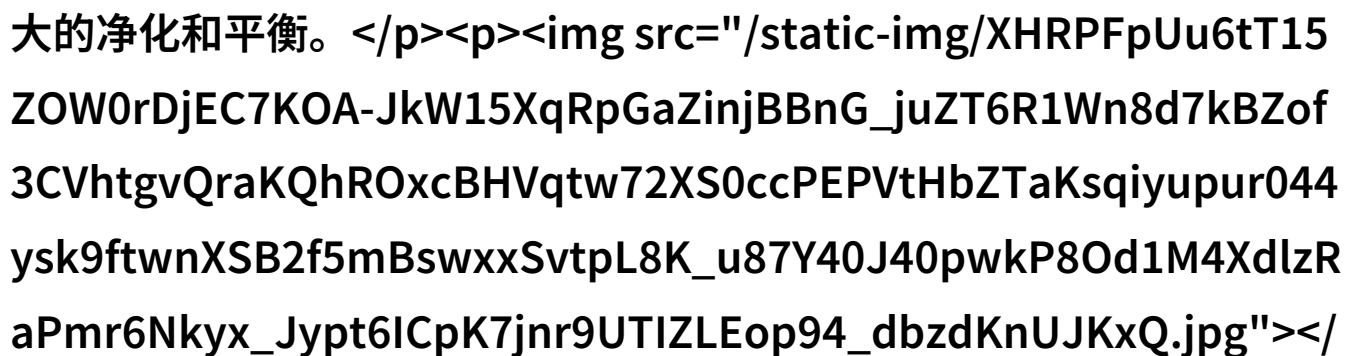 大的净化和平衡。</p><p><img src="/static-img/XHRPFpUu6tT15
ZOW0rDjEC7KOA-JkW15XqRpGaZinjBBnG_juZT6R1Wn8d7kBZof
3CVhtgvQraKQhROxcBHVqtw72XS0ccPEPVtHbZTaKsqiyupur044
ysk9ftwnXSB2f5mBswxxSvtpL8K_u87Y40J40pwkP8Od1M4XdlzR
aPmr6Nkyx_Jypt6ICpK7jnr9UTIZLEop94_dbzdKnUJKxQ.jpg"></